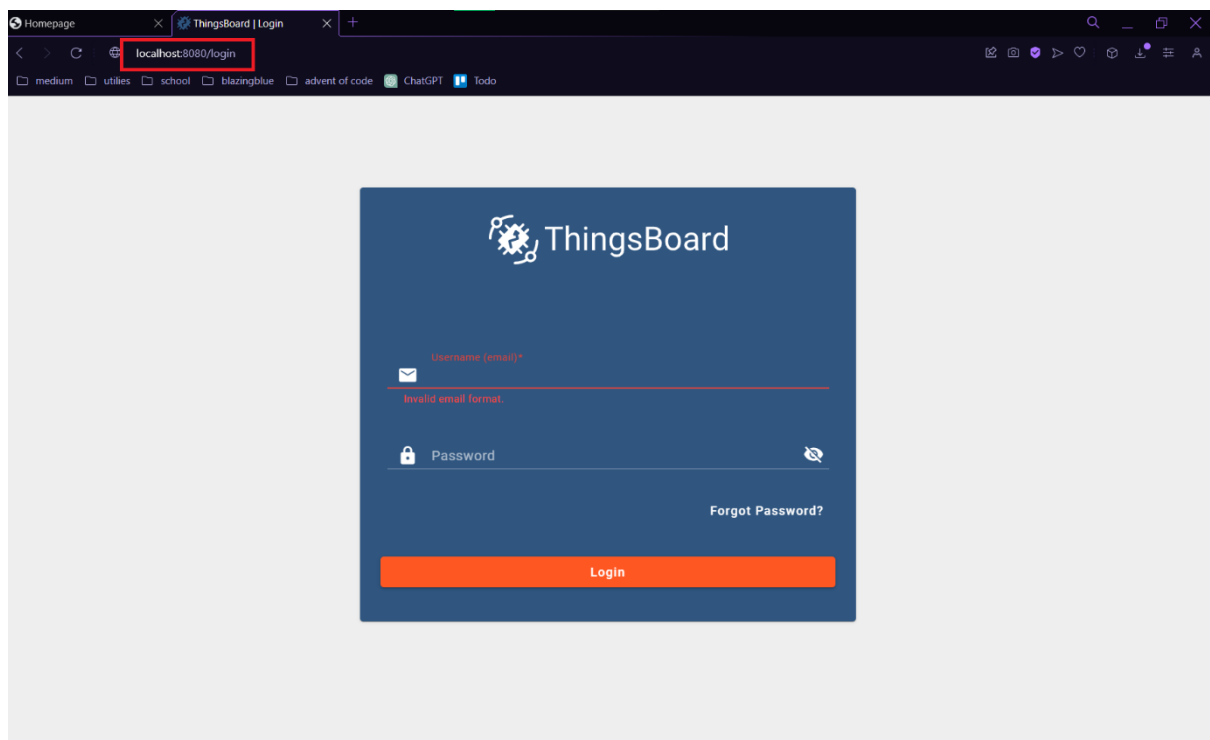 Homepage
ThingsBoard | Login
localhost:8080/login
medium utilies school blazingblue advent of code ChatGPT Todo
ThingsBoard
Username (email)*
Invalid email format.
Password
Forgot Password?
Login